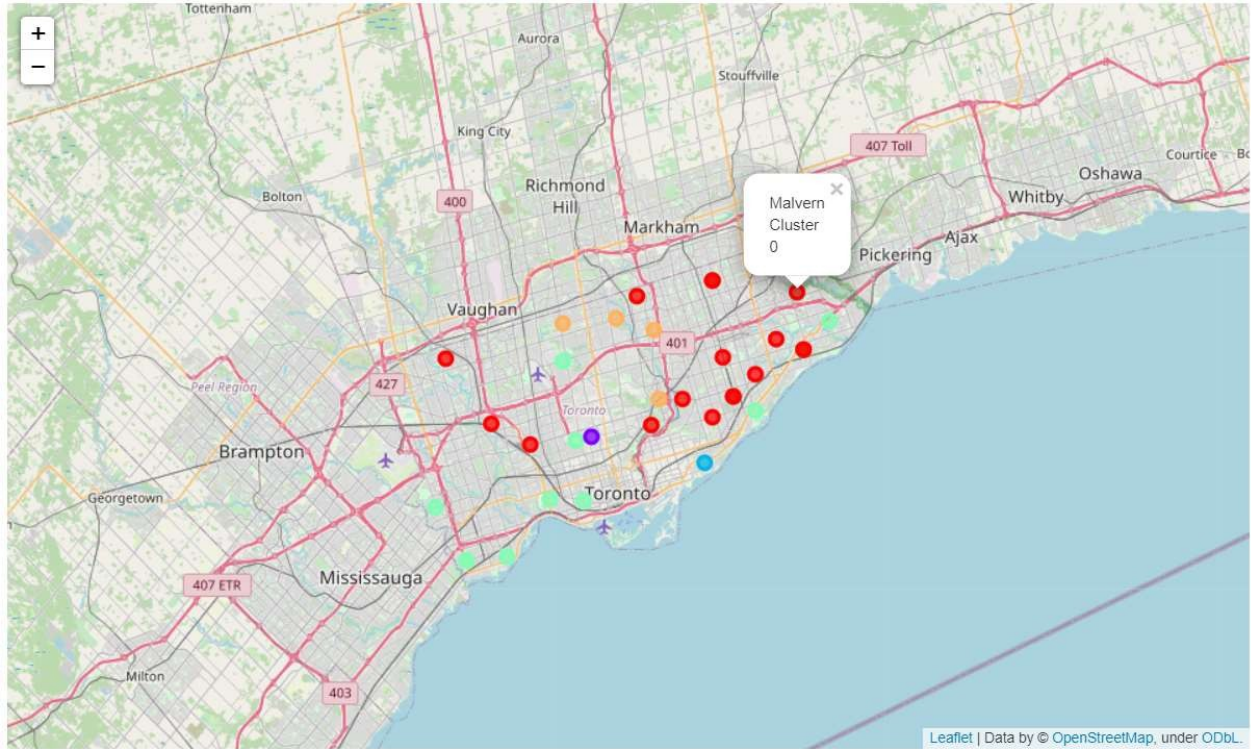 Tottenham
+
Aurora
−
Stouffville
King City
407 Toll
Courtice
Bo
Oshawa
Richmond
Hill
Bolton
Whitby
400
Malvern
Cluster
0
×
Markham
Ajax
Pickering
Vaughan
401
Peel Region
427
Toronto
Brampton
Georgetown
Toronto
Mississauga
407 ETR
Milton
403
Leaflet | Data by © OpenStreetMap, under ODbL.